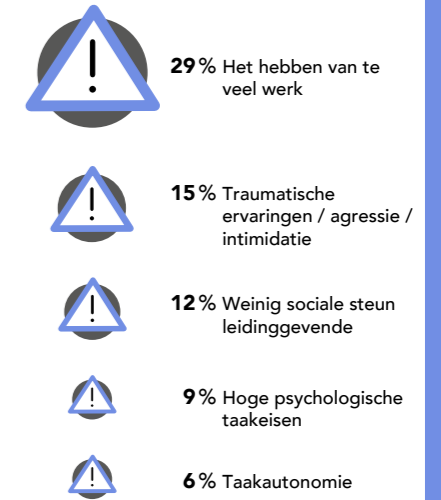 29% Het hebben van te
veel werk
15% Traumatische
ervaringen / agressie /
intimidatie
12% Weinig sociale steun
leidinggevende
9% Hoge psychologische
taakeisen
6% Taakautonomie